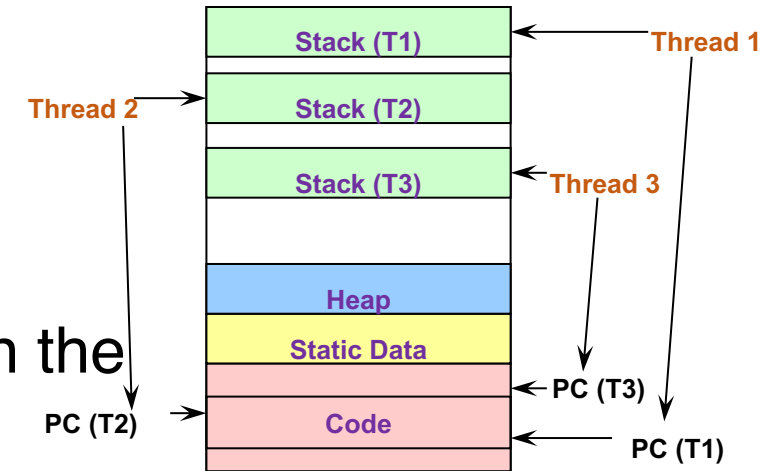 Stack (T1)
Thread 1
Thread 2
Stack (T2)
Stack (T3)
Thread 3
Heap
n the
Static Data
PC (T3)
PC (T2)
Code
PC (T1)